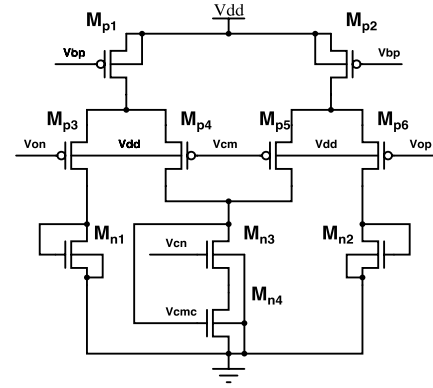 Vdd
Mp1
Mp2
Vbp
Vbp
Mp3
Mp4
Mp5
Mp6
Von
Vdd
Vcm
Vdd
Vop
Mn1
Mn3
Mn2
Vcn
Mn4
Vcmc